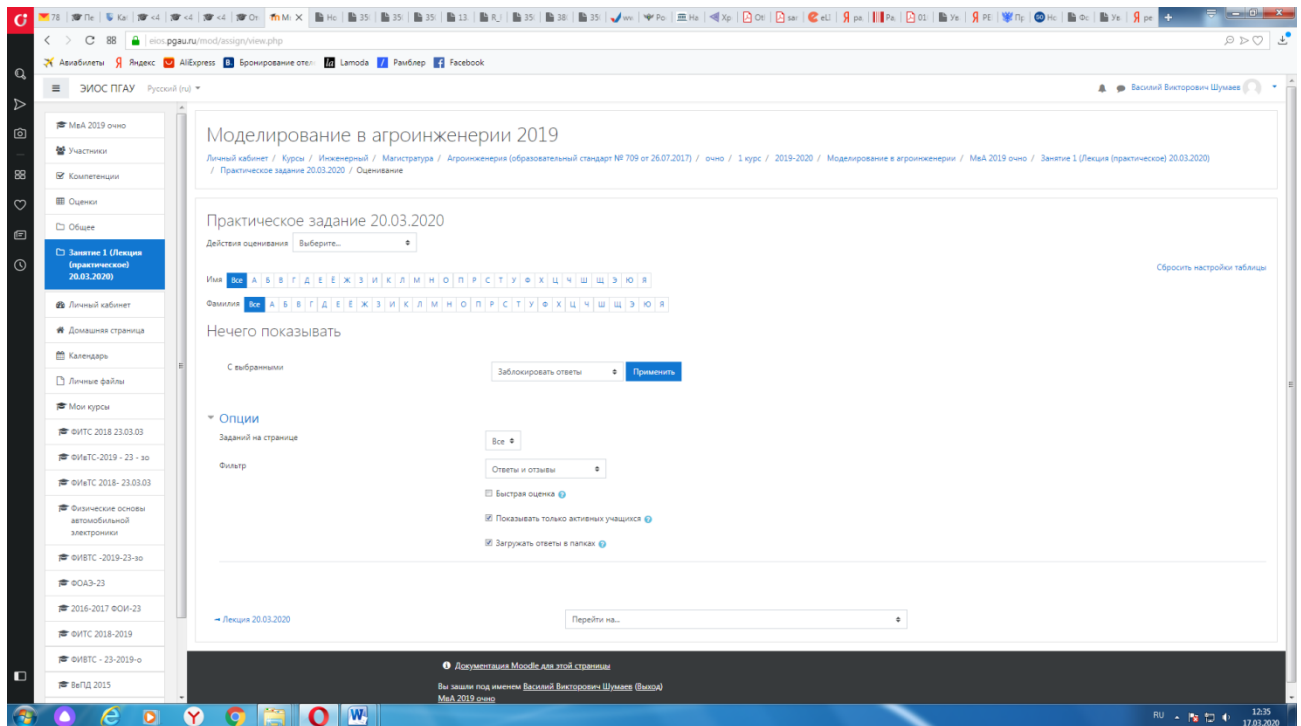 eios.pgau.ru/mod/assign/view.php
Авиабилеты Яндекс AliExpress Бронирование отел Lamoda Рамблер Facebook
ЭИОС ПГАУ Русский (ru)
Василий Викторович Шумаев
МвА 2019 очно
Участники
Компетенции
Оценки
Общее
Занятие 1 (Лекция
(практическое)
20.03.2020)
Личный кабинет
Домашняя страница
Календарь
Личные файлы
Мои курсы
ФИТС 2018 23.03.03
ФИвТС-2019 - 23 - зо
ФИвТС 2018- 23.03.03
Физические основы
автомобильной
электроники
ФИВТС -2019-23-зо
ФОАЭ-23
2016-2017 ФОИ-23
ФИТС 2018-2019
ФИВТС - 23-2019-о
ВеПД 2015
Моделирование в агроинженерии 2019
Личный кабинет / Курсы / Инженерный / Магистратура / Агроинженерия (образовательный стандарт № 709 от 26.07.2017) / очно / 1 курс / 2019-2020 / Моделирование в агроинженерии / МвА 2019 очно / Занятие 1 (Лекция (практическое) 20.03.2020)
/ Практическое задание 20.03.2020 / Оценивание
Практическое задание 20.03.2020
Действия оценивания Выберите...
Сбросить настройки таблицы
Имя Все А Б В Г Д Е Ё Ж З И К Л М Н О П Р С Т У Ф Х Ц Ч Ш Щ Э Ю Я
Фамилия Все А Б В Г Д Е Ё Ж З И К Л М Н О П Р С Т У Ф Х Ц Ч Ш Щ Э Ю Я
Нечего показывать
С выбранными Заблокировать ответы Применить
Опции
Заданий на странице Все
Фильтр Ответы и отзывы
Быстрая оценка
Показывать только активных учащихся
Загружать ответы в папках
Лекция 20.03.2020 Перейти на...
Документация Moodle для этой страницы
Вы зашли под именем Василий Викторович Шумаев (Выход)
МвА 2019 очно
RU 12:35
17.03.2020